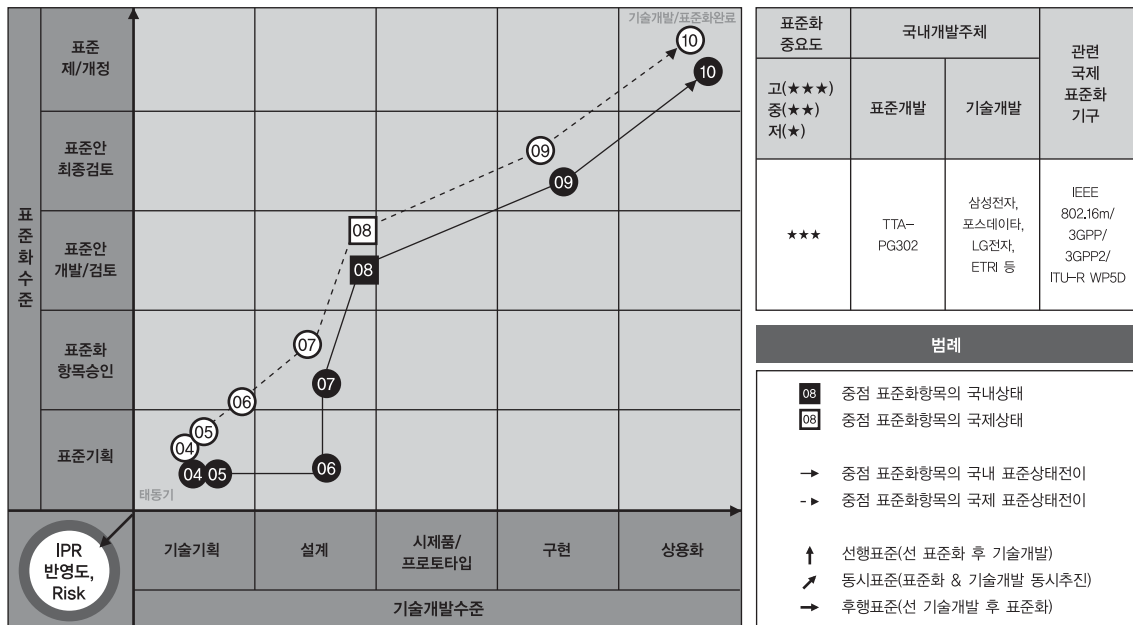 기술개발/표준화완료
표준
제/개정
표준안
최종검토
표준안
개발/검토
표준화
항목승인
표준기획
표준화수준
10
10
09
09
08
08
07
07
06
06
05
04
04
05
태동기
IPR
반영도,
Risk
기술기획
설계
시제품/
프로토타입
구현
상용화
기술개발수준
표준화
중요도
국내개발주체
관련
국제
표준화
기구
고(★★★)
중(★★)
저(★)
표준개발
기술개발
★★★
TTA–
PG302
삼성전자,
포스데이타,
LG전자,
ETRI 등
IEEE
802.16m/
3GPP/
3GPP2/
ITU–R WP5D
범례
08 중점 표준화항목의 국내상태
08 중점 표준화항목의 국제상태
중점 표준화항목의 국내 표준상태전이
중점 표준화항목의 국제 표준상태전이
선행표준(선 표준화 후 기술개발)
동시표준(표준화 & 기술개발 동시추진)
후행표준(선 기술개발 후 표준화)